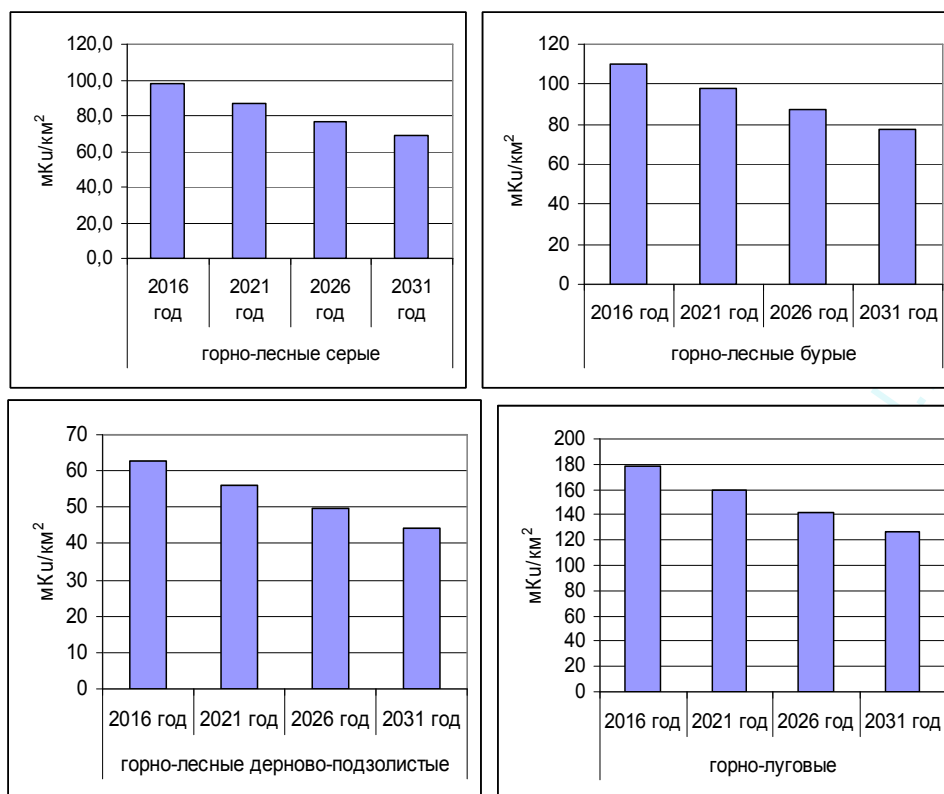 120,0
100,0
80,0
60,0
40,0
20,0
0,0
мКи/км²
2016 год
2021 год
2026 год
2031 год
горно-лесные серые
120
100
80
60
40
20
0
мКи/км²
2016 год
2021 год
2026 год
2031 год
горно-лесные бурые
70
60
50
40
30
20
10
0
мКи/км²
2016 год
2021 год
2026 год
2031 год
горно-лесные дерново-подзолистые
200
180
160
140
120
100
80
60
40
20
0
мКи/км²
2016 год
2021 год
2026 год
2031 год
горно-луговые